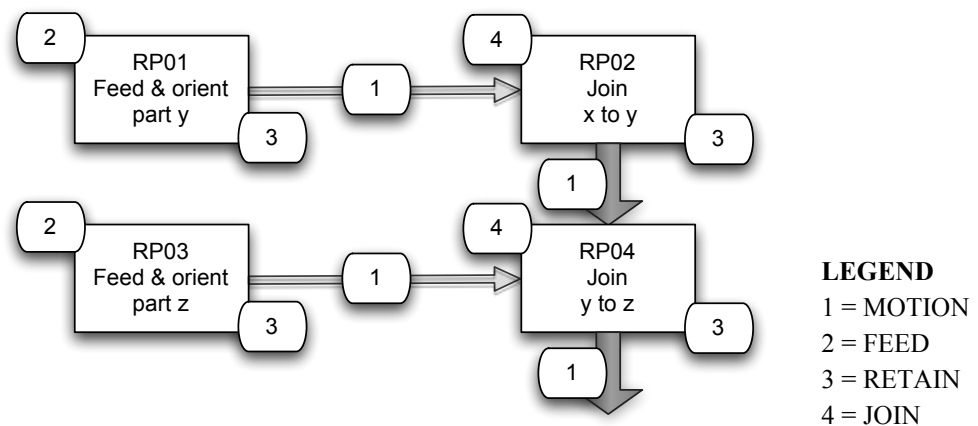 2
RP01
Feed & orient
part y
3
1
4
RP02
Join
x to y
3
1
2
RP03
Feed & orient
part z
3
1
4
RP04
Join
y to z
3
1
LEGEND
1 = MOTION
2 = FEED
3 = RETAIN
4 = JOIN